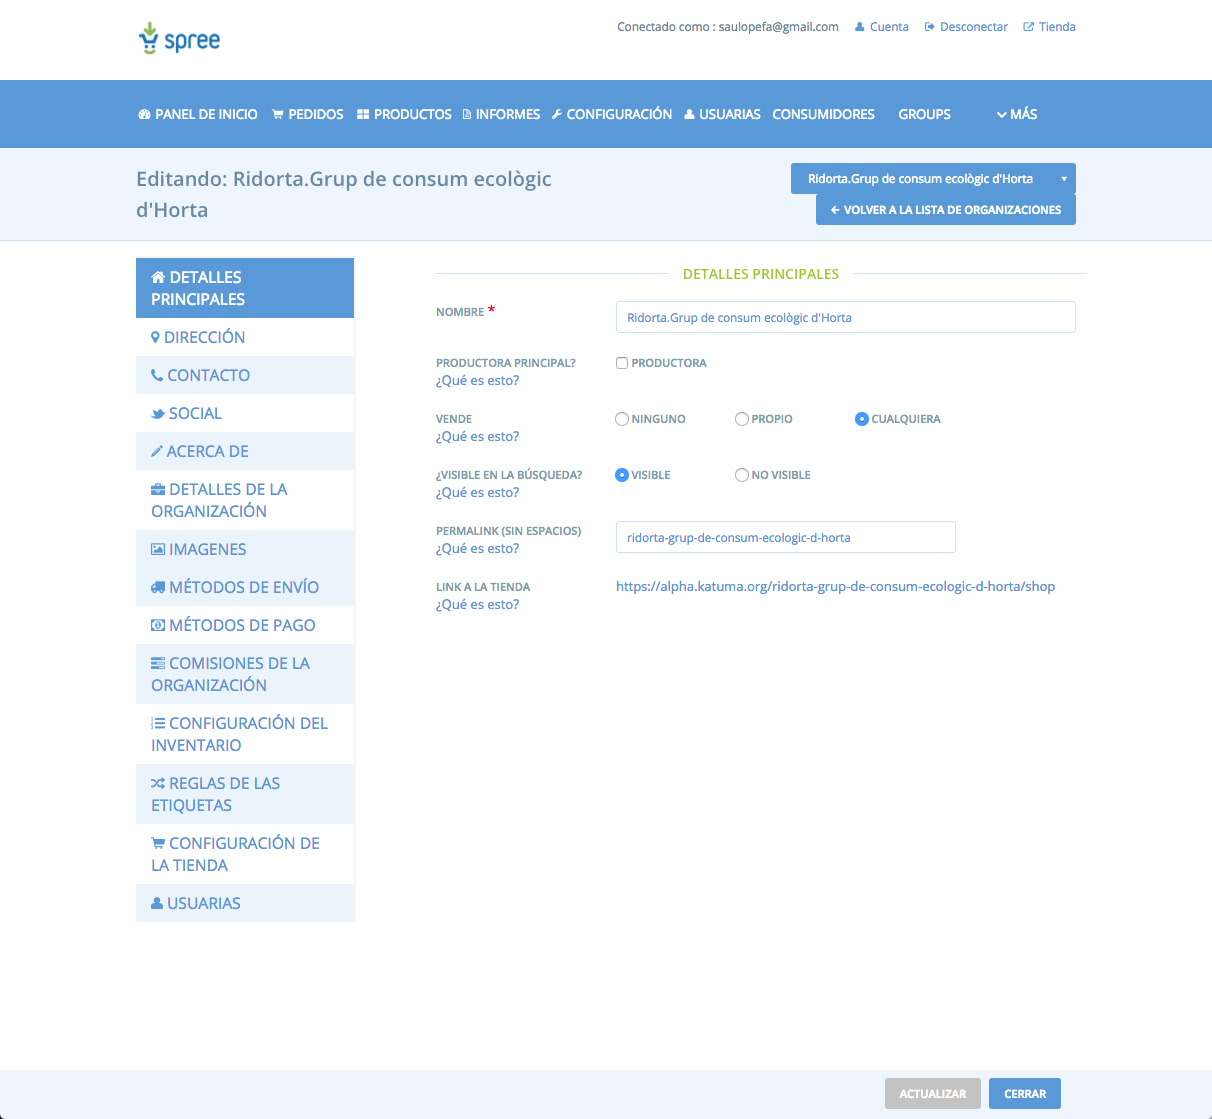 spree
Conectado como : saulopefa@gmail.com Cuenta Desconectar Tienda
PANEL DE INICIO PEDIDOS PRODUCTOS INFORMES CONFIGURACIÓN USUARIAS CONSUMIDORES GROUPS MÁS
Editando: Ridorta.Grup de consum ecològic
d'Horta
Ridorta.Grup de consum ecològic d'Horta
VOLVER A LA LISTA DE ORGANIZACIONES
DETALLES
PRINCIPALES
DIRECCIÓN
CONTACTO
SOCIAL
ACERCA DE
DETALLES DE LA
ORGANIZACIÓN
IMAGENES
MÉTODOS DE ENVÍO
MÉTODOS DE PAGO
COMISIONES DE LA
ORGANIZACIÓN
CONFIGURACIÓN DEL
INVENTARIO
REGLAS DE LAS
ETIQUETAS
CONFIGURACIÓN DE
LA TIENDA
USUARIAS
DETALLES PRINCIPALES
NOMBRE * Ridorta.Grup de consum ecològic d'Horta
PRODUCTORA PRINCIPAL? PRODUCTORA
¿Qué es esto?
VENDE NINGUNO PROPIO CUALQUIERA
¿Qué es esto?
¿VISIBLE EN LA BÚSQUEDA? VISIBLE NO VISIBLE
¿Qué es esto?
PERMALINK (SIN ESPACIOS) ridorta-grup-de-consum-ecologic-d-horta
¿Qué es esto?
LINK A LA TIENDA https://alpha.katuma.org/ridorta-grup-de-consum-ecologic-d-horta/shop
¿Qué es esto?
ACTUALIZAR CERRAR